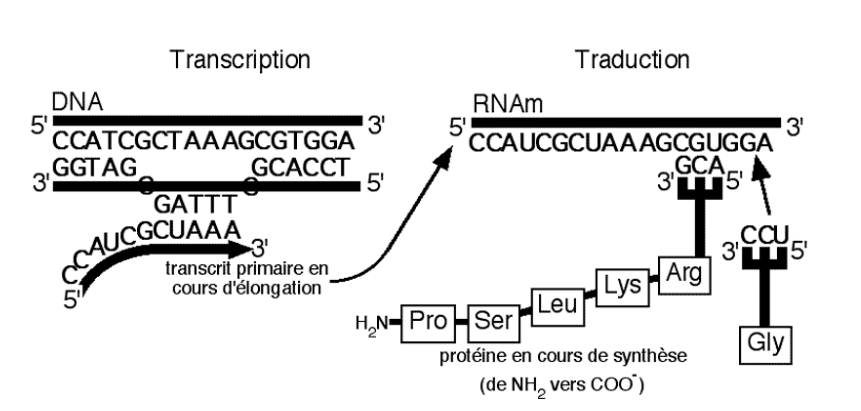 Transcription
DNA
5' 3'
CCATCGCTAAAGCGTGGA
GGTAG C GATTT C GCACCT
3' 5'
CCAUCGCUAAA
5' 3'
transcrit primaire en
cours d'élongation
Traduction
RNAm
5' 3'
CCAUCGCUAAAGCGUGGA
GCA
3' 5'
CCU
3' 5'
H2N Pro Ser Leu Lys Arg
Gly
protéine en cours de synthèse
(de NH2 vers COO-)